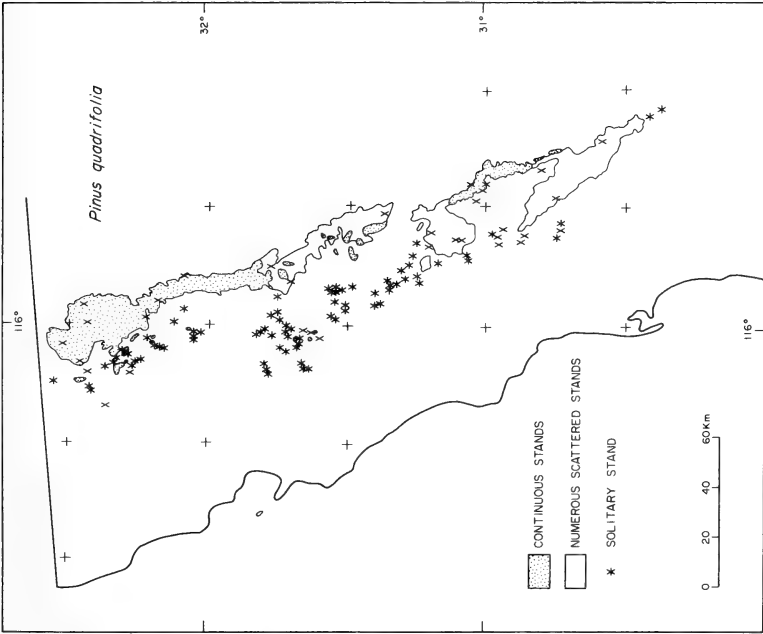 Pinus quadrifolia
32°
31°
116°
116°
CONTINUOUS STANDS
NUMEROUS SCATTERED STANDS
SOLITARY STAND
0 20 40 60 Km